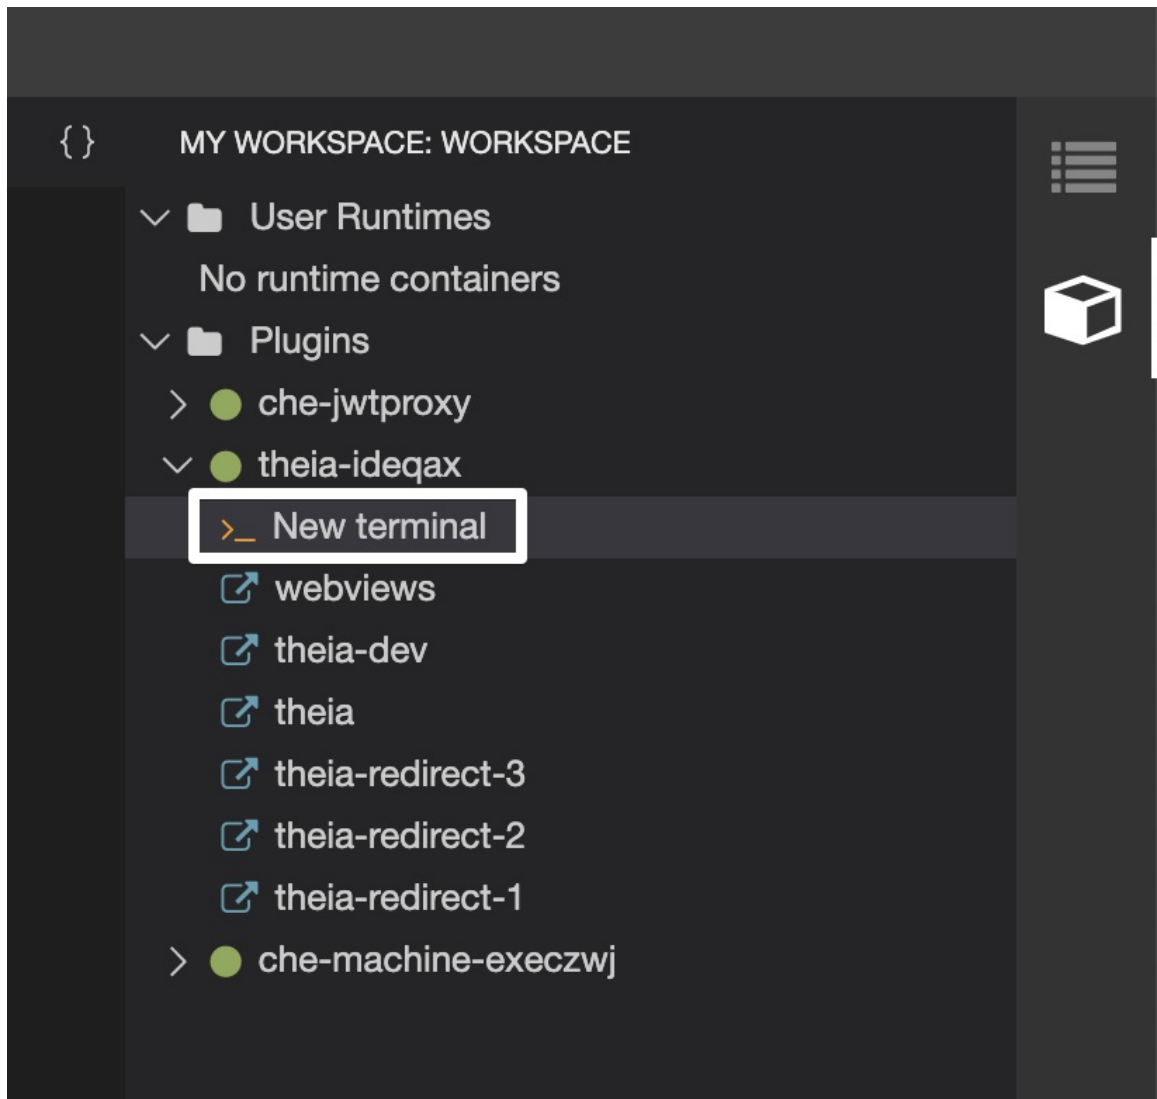 {} MY WORKSPACE: WORKSPACE
User Runtimes
No runtime containers
Plugins
che-jwtproxy
theia-ideqax
>_ New terminal
webviews
theia-dev
theia
theia-redirect-3
theia-redirect-2
theia-redirect-1
che-machine-execzwj